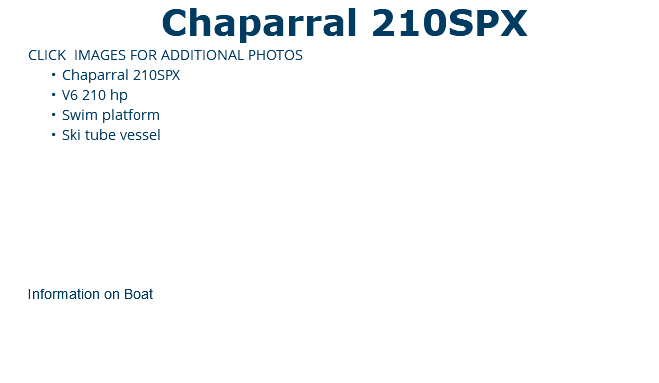 Chaparral 210SPX
CLICK  IMAGES FOR ADDITIONAL PHOTOS
• Chaparral 210SPX
• V6 210 hp
• Swim platform
• Ski tube vessel
Information on Boat